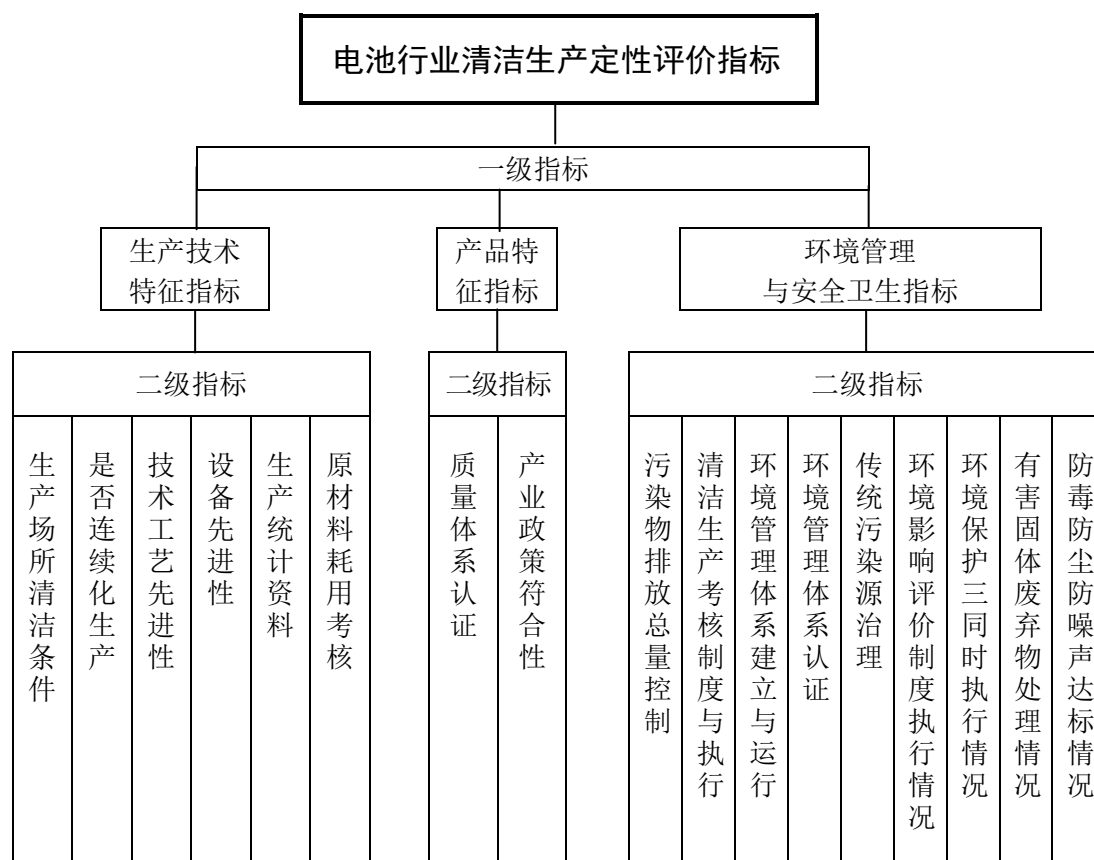 电池行业清洁生产定性评价指标
一级指标
生产技术
特征指标
产品特
征指标
环境管理
与安全卫生指标
二级指标
二级指标
二级指标
生产场所清洁条件
是否连续化生产
技术工艺先进性
设备先进性
生产统计资料
原材料耗用考核
质量体系认证
产业政策符合性
污染物排放总量控制
清洁生产考核制度与执行
环境管理体系建立与运行
环境管理体系认证
传统污染源治理
环境影响评价制度执行情况
环境保护三同时执行情况
有害固体废弃物处理情况
防毒防尘防噪声达标情况